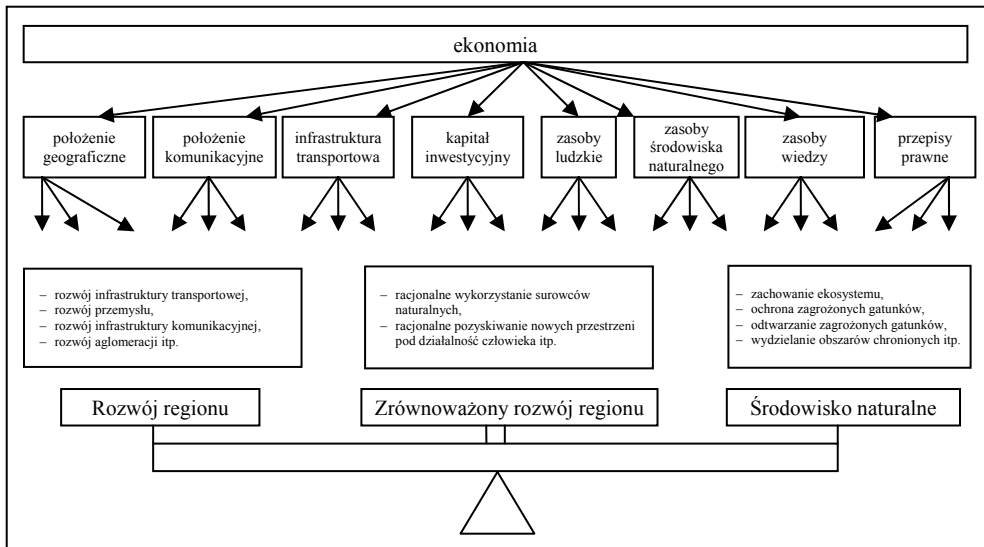 ekonomia
położenie
geograficzne
położenie
komunikacyjne
infrastruktura
transportowa
kapitał
inwestycyjny
zasoby
ludzkie
zasoby
środowiska
naturalnego
zasoby
wiedzy
przepisy
prawne
– rozwój infrastruktury transportowej,
– rozwój przemysłu,
– rozwój infrastruktury komunikacyjnej,
– rozwój aglomeracji itp.
– racjonalne wykorzystanie surowców
naturalnych,
– racjonalne pozyskiwanie nowych przestrzeni
pod działalność człowieka itp.
– zachowanie ekosystemu,
– ochrona zagrożonych gatunków,
– odtwarzanie zagrożonych gatunków,
– wydzielanie obszarów chronionych itp.
Rozwój regionu
Zrównoważony rozwój regionu
Środowisko naturalne